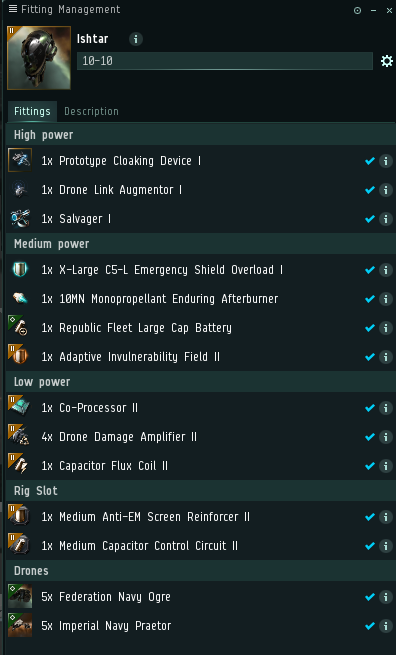 Fitting Management
Ishtar
10-10
Fittings Description
High power
1x Prototype Cloaking Device I
1x Drone Link Augmentor I
1x Salvager I
Medium power
1x X-Large C5-L Emergency Shield Overload I
1x 10MN Monopropellant Enduring Afterburner
1x Republic Fleet Large Cap Battery
1x Adaptive Invulnerability Field II
Low power
1x Co-Processor II
4x Drone Damage Amplifier II
1x Capacitor Flux Coil II
Rig Slot
1x Medium Anti-EM Screen Reinforcer II
1x Medium Capacitor Control Circuit II
Drones
5x Federation Navy Ogre
5x Imperial Navy Praetor